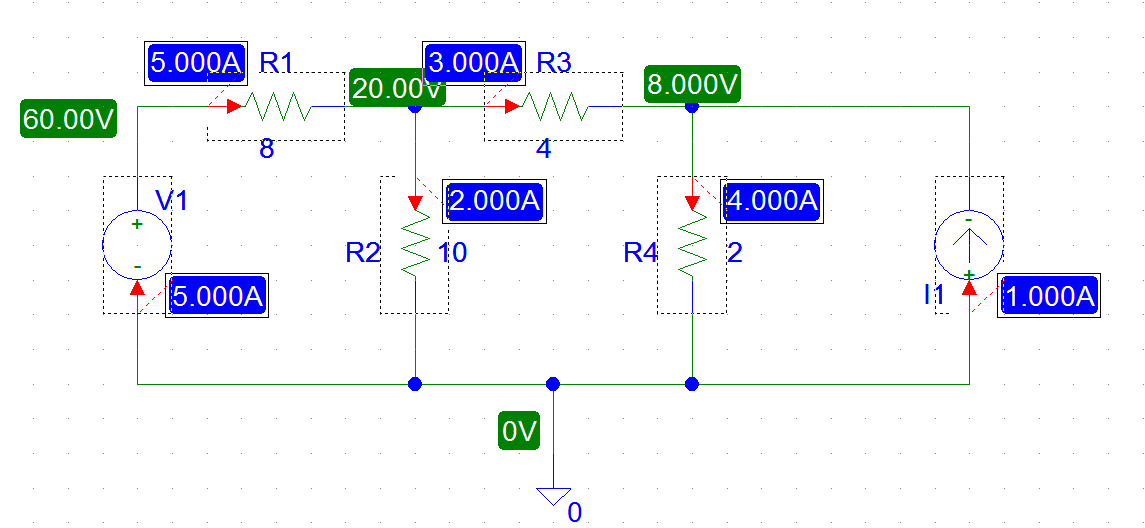 5.000A
R1
3.000A
R3
60.00V
20.00V
8.000V
8
4
V1
+
-
5.000A
R2
10
2.000A
R4
2
4.000A
-
+
I1
1.000A
0V
0